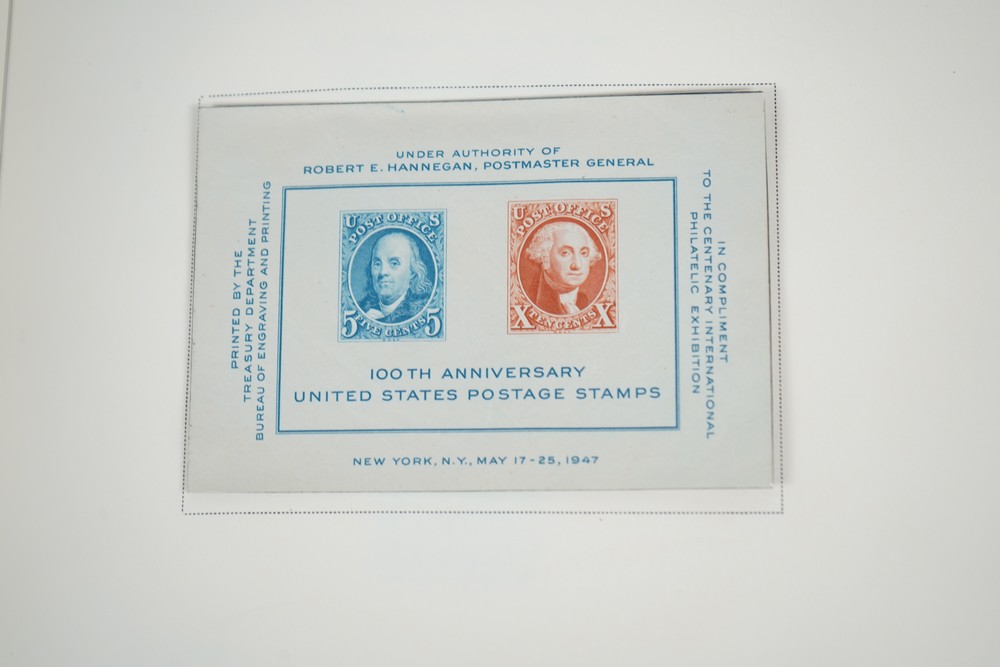 UNDER AUTHORITY OF
ROBERT E. HANNEGAN, POSTMASTER GENERAL
PRINTED BY THE
TREASURY DEPARTMENT
BUREAU OF ENGRAVING AND PRINTING
U S
POST OFFICE
5 FIVE CENTS 5
U S
POST OFFICE
X TEN CENTS X
100TH ANNIVERSARY
UNITED STATES POSTAGE STAMPS
IN COMPLIMENT
TO THE CENTENARY INTERNATIONAL
PHILATELIC EXHIBITION
NEW YORK, N.Y., MAY 17-25, 1947